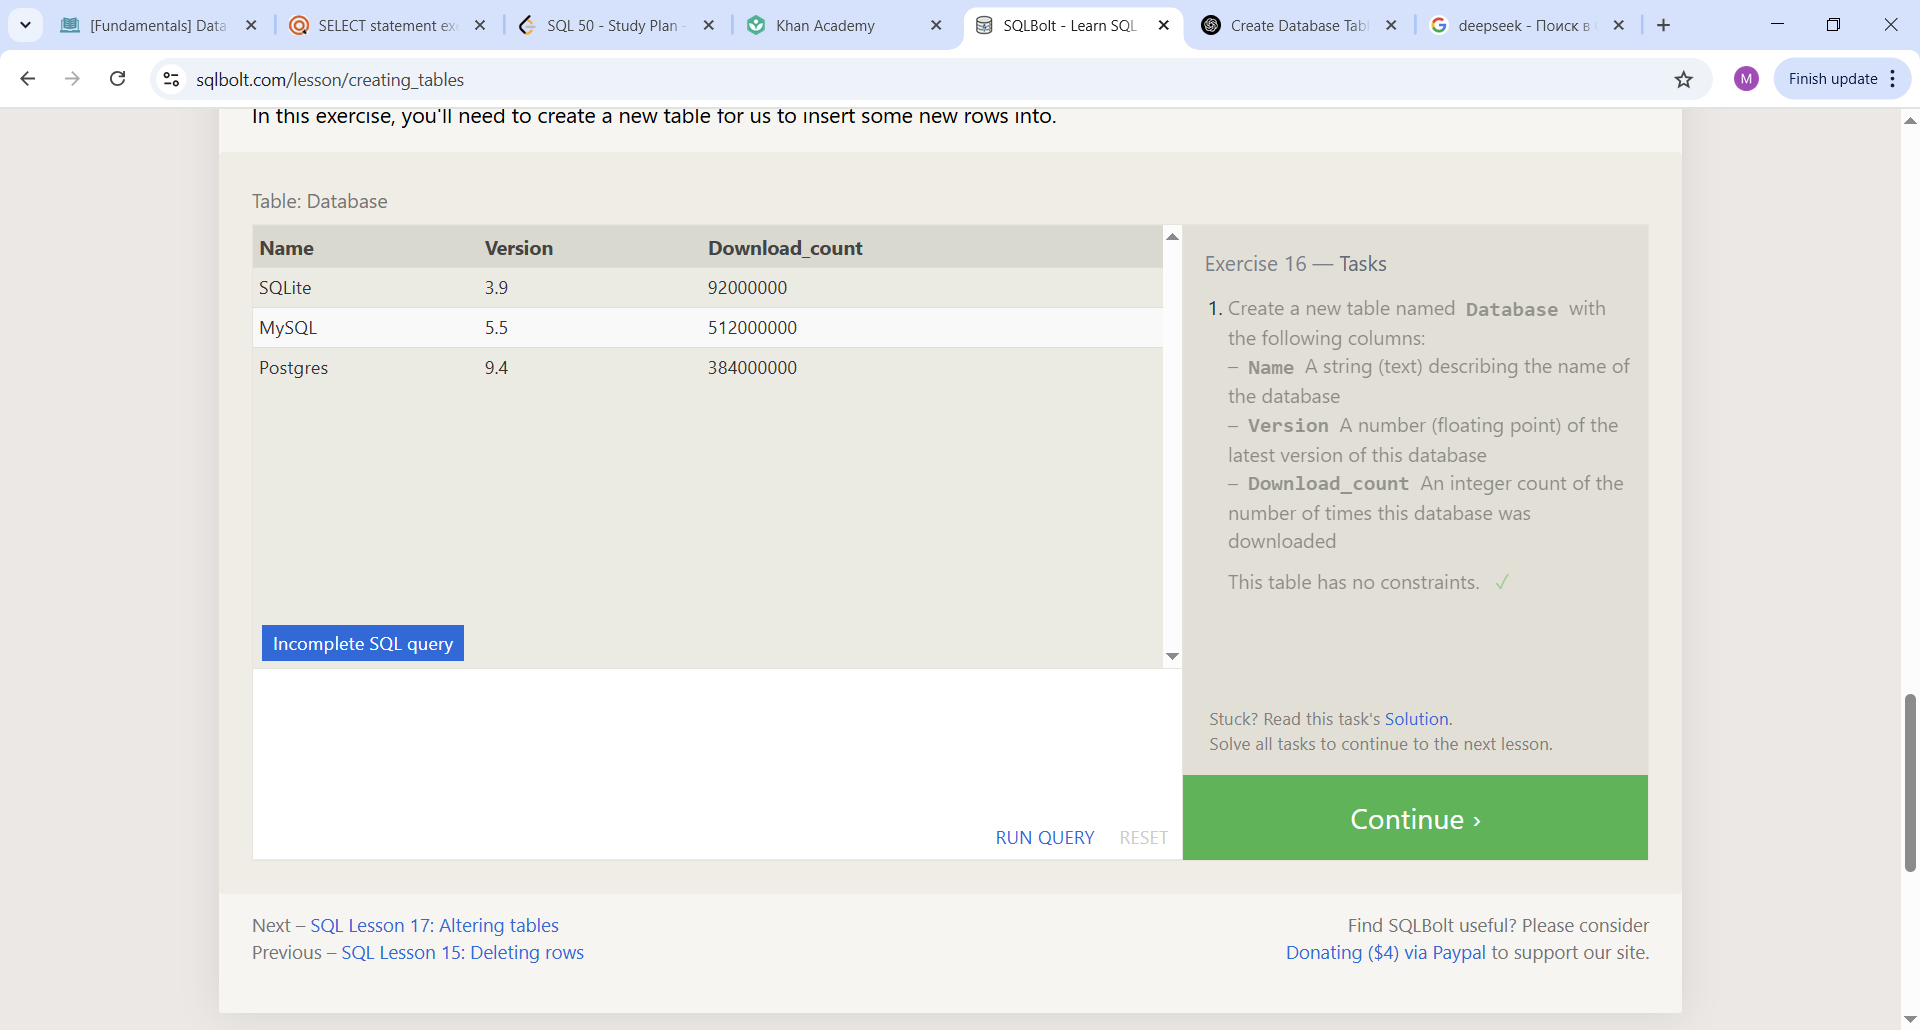 [Fundamentals] Data
SELECT statement exe
SQL 50 - Study Plan -
Khan Academy
SQLBolt - Learn SQL
Create Database Tabl
deepseek - Поиск в
sqlbolt.com/lesson/creating_tables
M
Finish update
In this exercise, you'll need to create a new table for us to insert some new rows into.
Table: Database
Name Version Download_count
SQLite 3.9 92000000
MySQL 5.5 512000000
Postgres 9.4 384000000
Incomplete SQL query
RUN QUERY RESET
Exercise 16 — Tasks
1. Create a new table named Database with
the following columns:
– Name A string (text) describing the name of
the database
– Version A number (floating point) of the
latest version of this database
– Download_count An integer count of the
number of times this database was
downloaded
This table has no constraints. ✓
Stuck? Read this task's Solution.
Solve all tasks to continue to the next lesson.
Continue ›
Next – SQL Lesson 17: Altering tables
Previous – SQL Lesson 15: Deleting rows
Find SQLBolt useful? Please consider
Donating ($4) via Paypal to support our site.